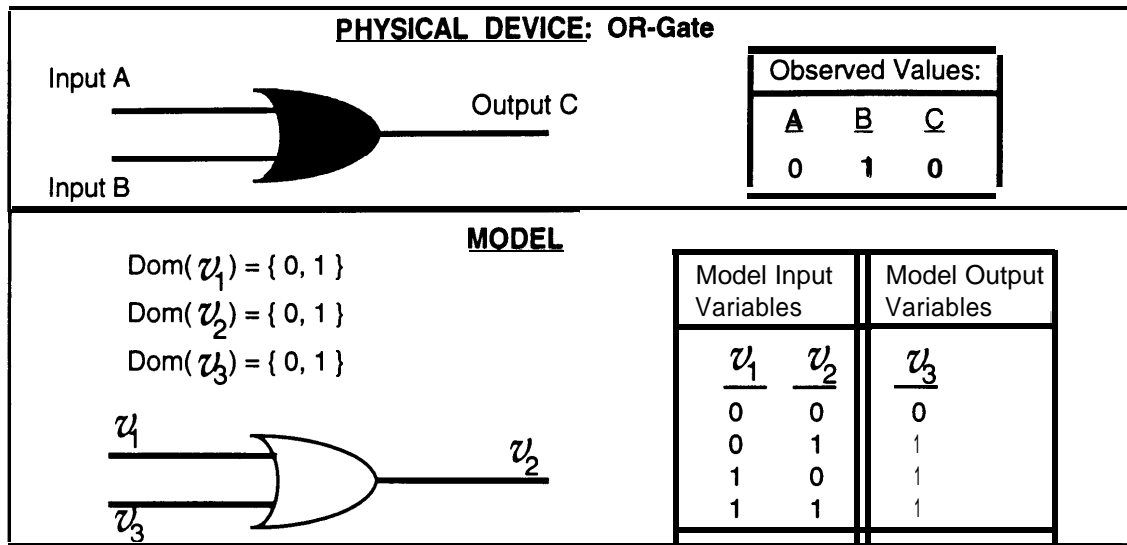 PHYSICAL DEVICE: OR-Gate
Input A
Output C
Input B
Observed Values:
A B C
0 1 0
MODEL
Dom(v1) = { 0, 1 }
Dom(v2) = { 0, 1 }
Dom(v3) = { 0, 1 }
v1
v2
v3
Model Input Variables
Model Output Variables
v1 v2 v3
0 0 0
0 1 1
1 0 1
1 1 1